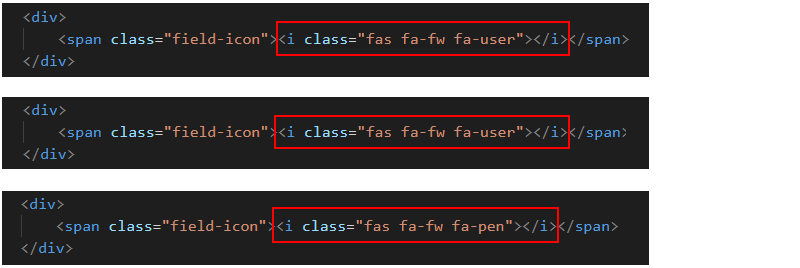 <div>
<span class="field-icon"><i class="fas fa-fw fa-user"></i></span>
</div>
<div>
<span class="field-icon"><i class="fas fa-fw fa-user"></i></span>
</div>
<div>
<span class="field-icon"><i class="fas fa-fw fa-pen"></i></span>
</div>